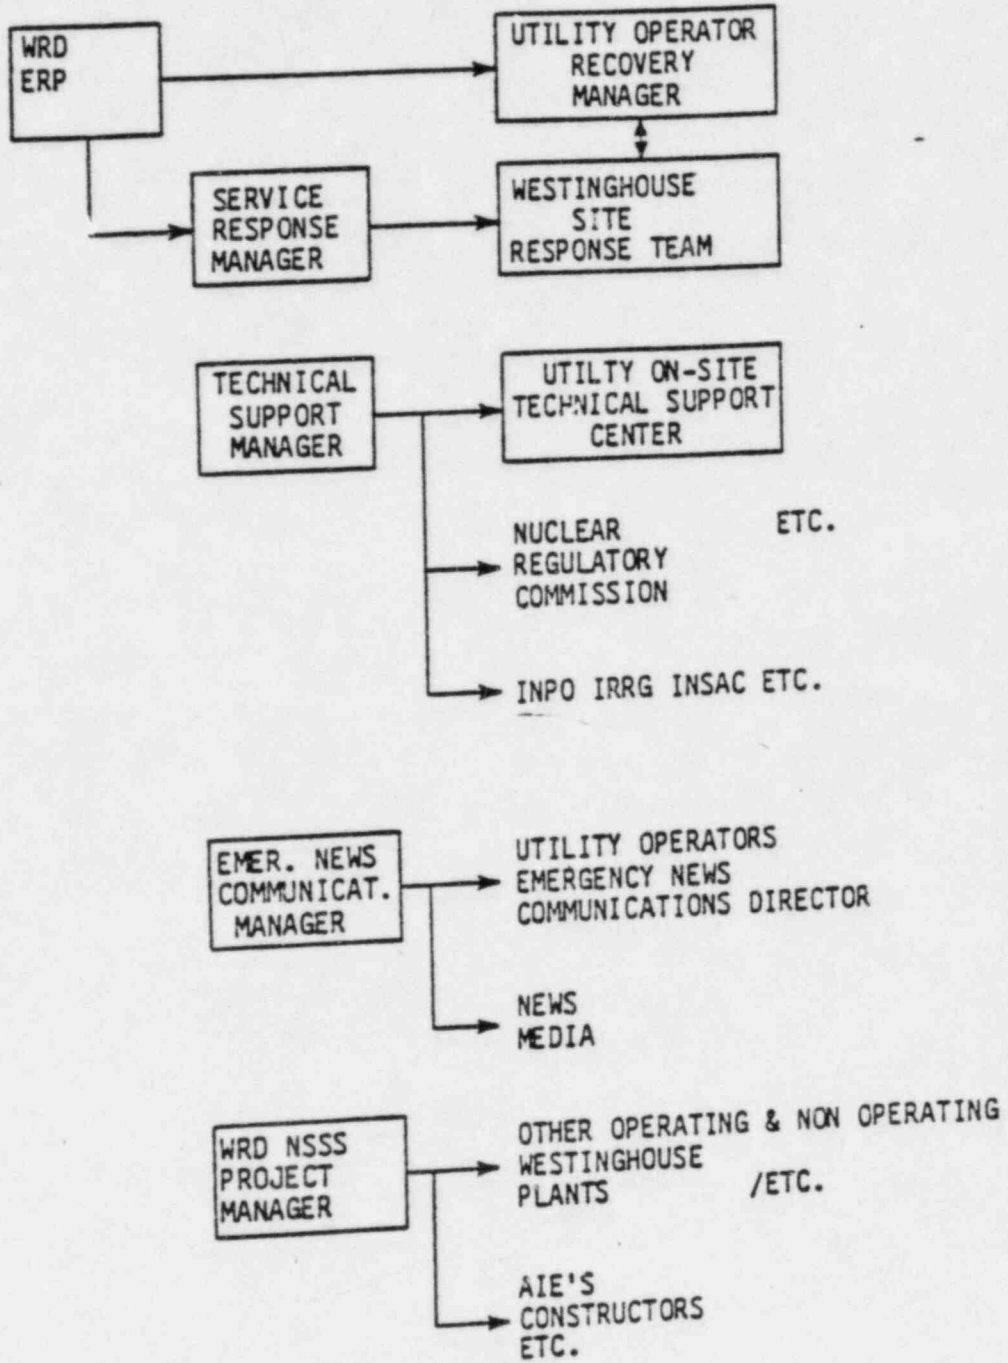 WRD
ERP
UTILITY OPERATOR
RECOVERY
MANAGER
SERVICE
RESPONSE
MANAGER
WESTINGHOUSE
SITE
RESPONSE TEAM
TECHNICAL
SUPPORT
MANAGER
UTILTY ON-SITE
TECHNICAL SUPPORT
CENTER
NUCLEAR ETC.
REGULATORY
COMMISSION
INPO IRRG INSAC ETC.
EMER. NEWS
COMMUNICAT.
MANAGER
UTILITY OPERATORS
EMERGENCY NEWS
COMMUNICATIONS DIRECTOR
NEWS
MEDIA
WRD NSSS
PROJECT
MANAGER
OTHER OPERATING & NON OPERATING
WESTINGHOUSE
PLANTS /ETC.
AIE'S
CONSTRUCTORS
ETC.